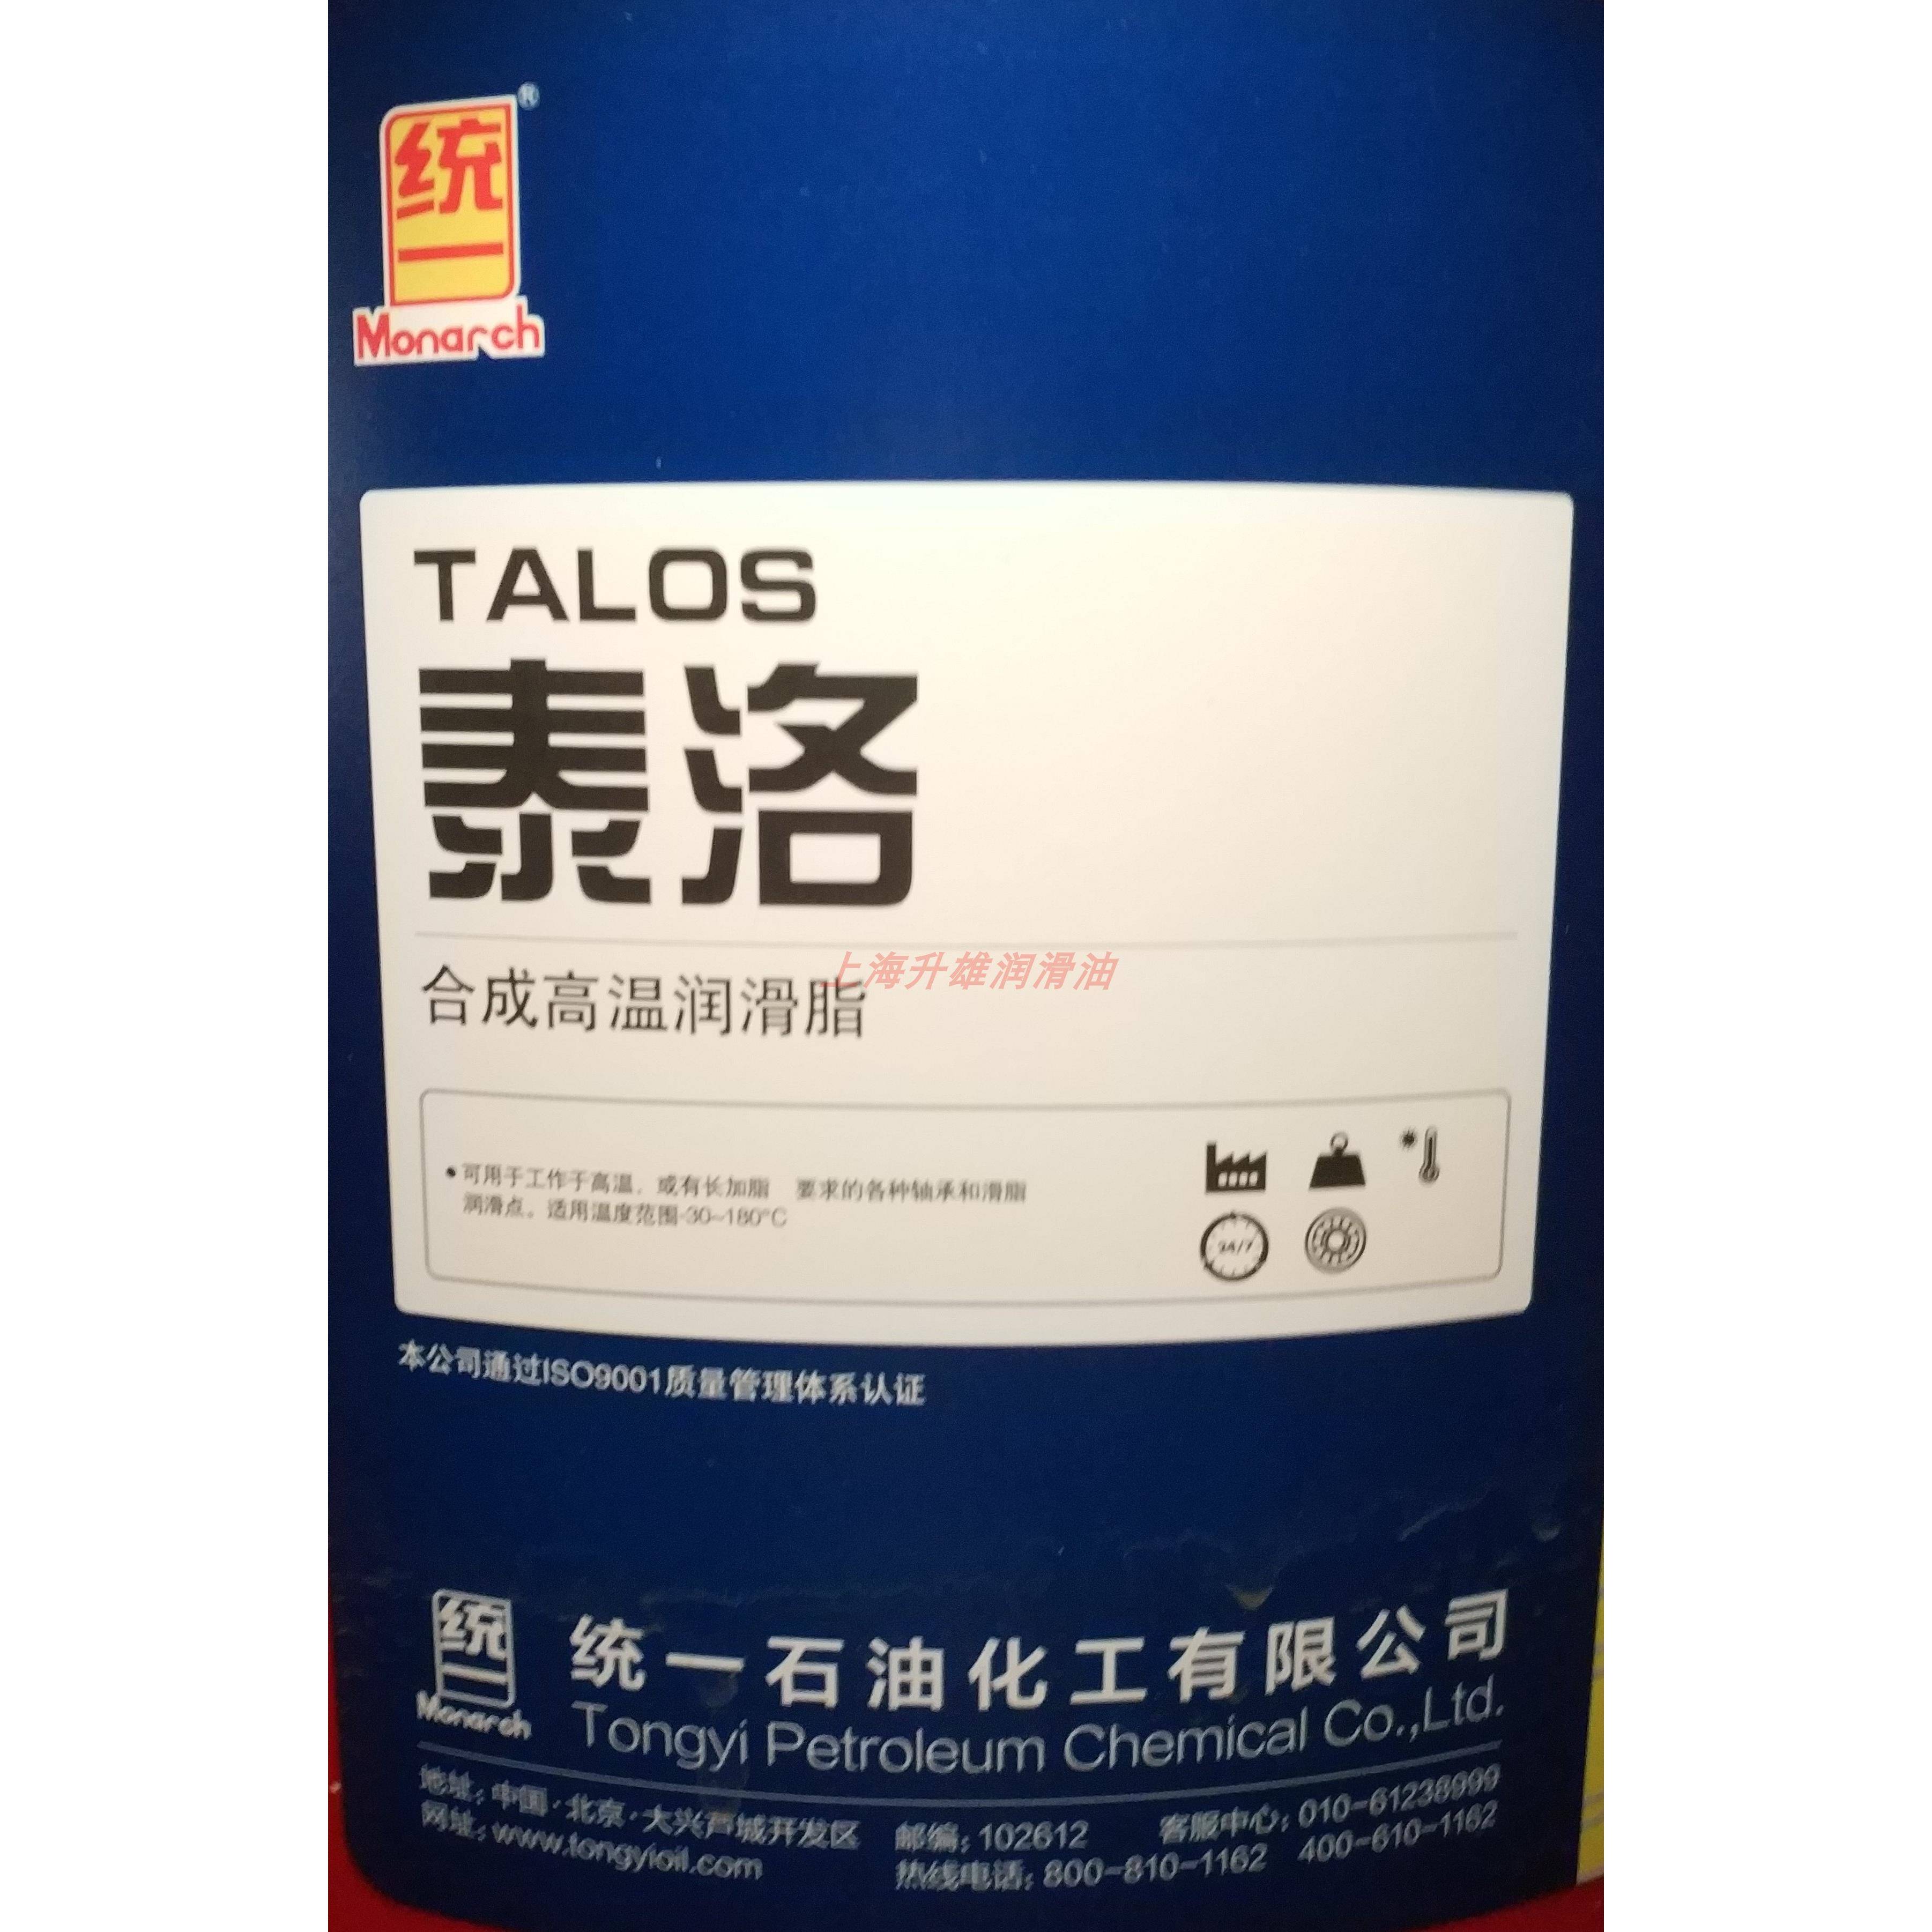 统一®
Monarch
TALOS
泰洛
上海升雄润滑油
合成高温润滑脂
•可用于工作于高温，或有长加脂 要求的各种轴承和滑脂
润滑点。适用温度范围-30~180°C
24/7
本公司通过ISO9001质量管理体系认证
统一
Monarch
统一石油化工有限公司
Tongyi Petroleum Chemical Co.,Ltd.
地址：中国·北京·大兴芦城开发区 邮编：102612 客服中心：010-61238999
网址：www.tongyioil.com 热线电话：800-810-1162 400-610-1162